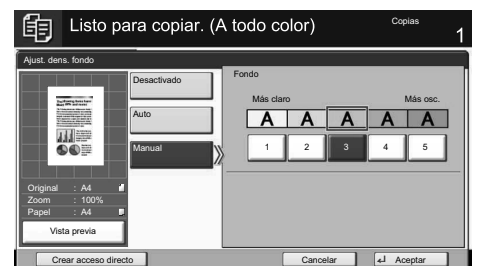 Listo para copiar. (A todo color)
Copias
1
Ajust. dens. fondo
Desactivado
Auto
Manual
Fondo
Más claro Más osc.
A A A A A
1 2 3 4 5
Original : A4
Zoom : 100%
Papel : A4
Vista previa
Crear acceso directo
Cancelar
Aceptar